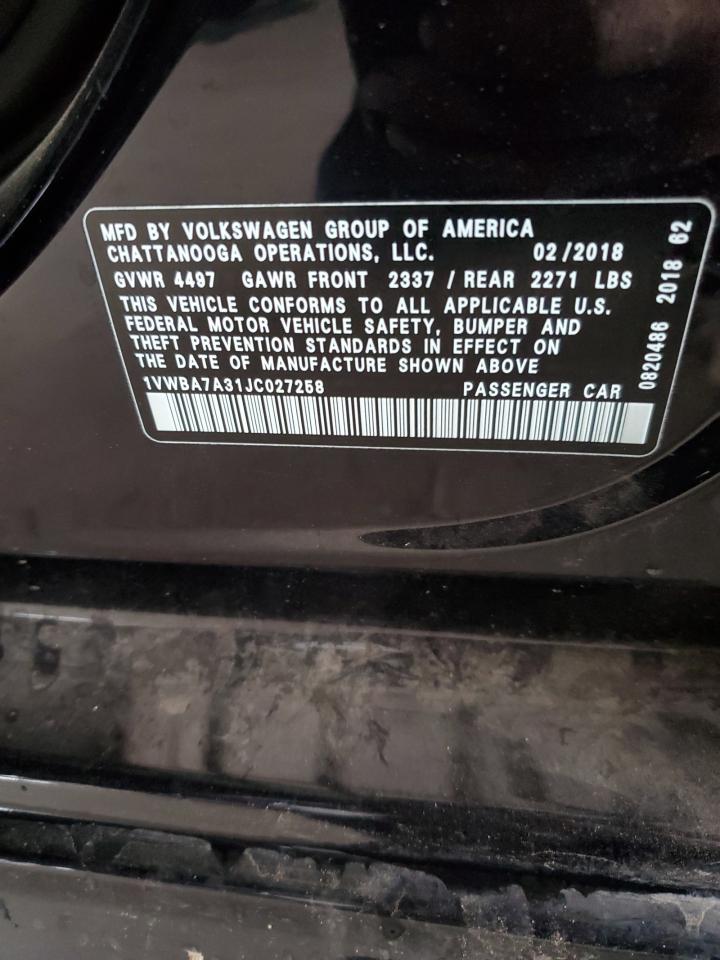 MFD BY VOLKSWAGEN GROUP OF AMERICA
CHATTANOOGA OPERATIONS, LLC. 02/2018
GVWR 4497 GAWR FRONT 2337 / REAR 2271 LBS
THIS VEHICLE CONFORMS TO ALL APPLICABLE U.S.
FEDERAL MOTOR VEHICLE SAFETY, BUMPER AND
THEFT PREVENTION STANDARDS IN EFFECT ON
THE DATE OF MANUFACTURE SHOWN ABOVE
1VWBA7A31JC027258 PASSENGER CAR
0820486 2018 62